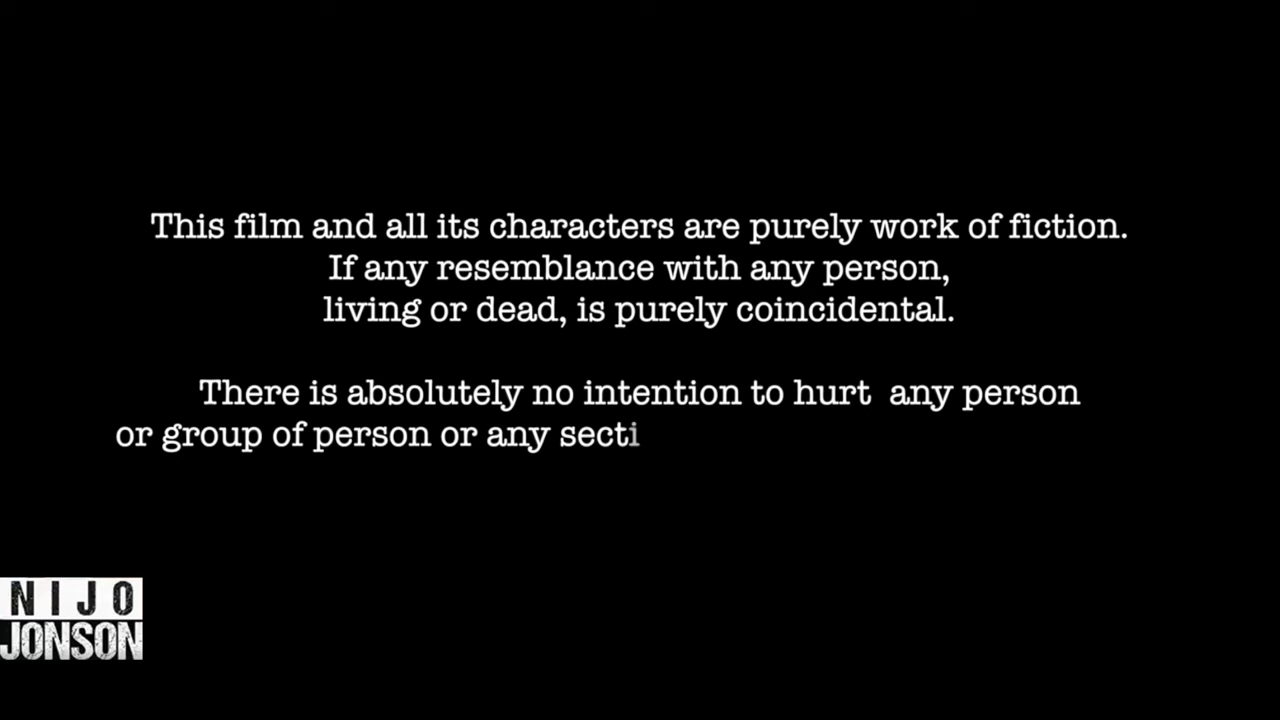 This film and all its characters are purely work of fiction.
If any resemblance with any person,
living or dead, is purely coincidental.
There is absolutely no intention to hurt any person
or group of person or any secti
NIJO
JONSON